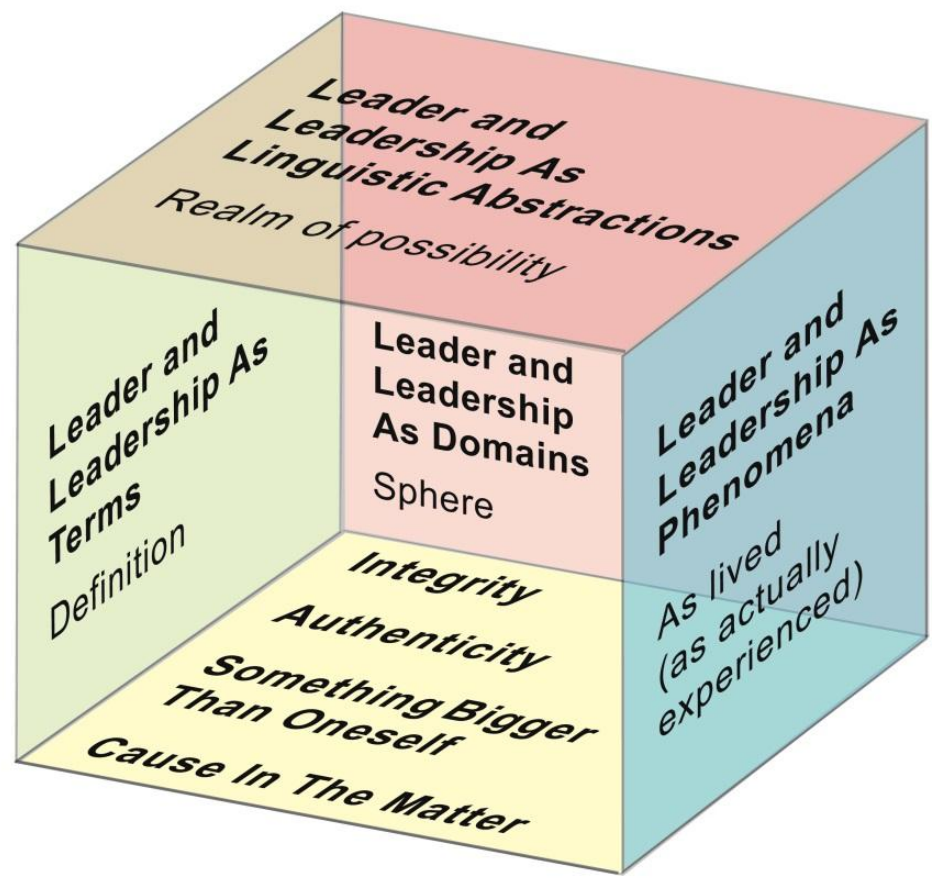 Leader and
Leadership As
Linguistic Abstractions
Realm of possibility
Leader and
Leadership As
Terms
Definition
Leader and
Leadership
As Domains
Sphere
Leader and
Leadership As
Phenomena
As lived
(as actually
experienced)
Integrity
Authenticity
Something Bigger
Than Oneself
Cause In The Matter